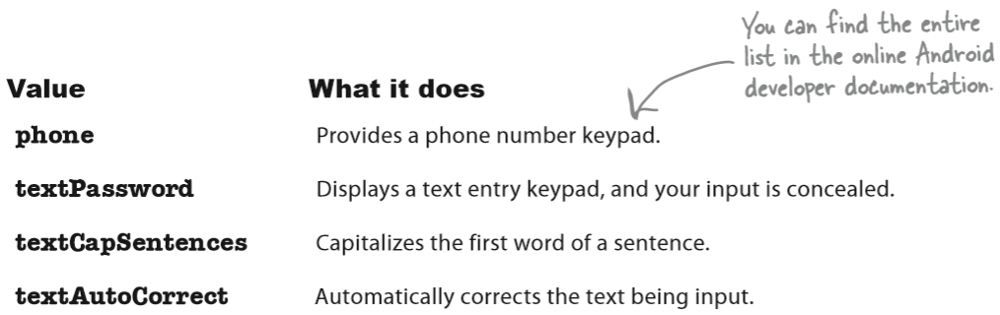 You can find the entire
list in the online Android
developer documentation.
Value What it does
phone Provides a phone number keypad.
textPassword Displays a text entry keypad, and your input is concealed.
textCapSentences Capitalizes the first word of a sentence.
textAutoCorrect Automatically corrects the text being input.